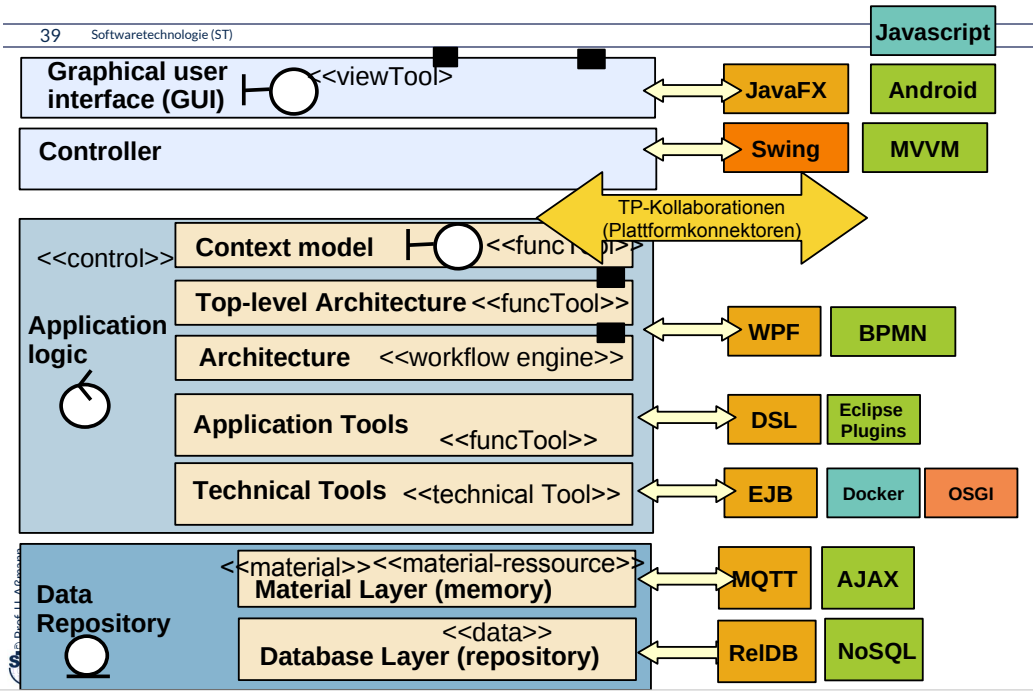 39 Softwaretechnologie (ST)
Javascript
Graphical user
interface (GUI)
<<viewTool>
JavaFX
Android
Controller
Swing
MVVM
TP-Kollaborationen
(Plattformkonnektoren)
<<control>>
Context model
<<funcTool>>
Top-level Architecture <<funcTool>>
Application
logic
Architecture <<workflow engine>>
WPF
BPMN
Application Tools
<<funcTool>>
DSL
Eclipse
Plugins
Technical Tools <<technical Tool>>
EJB
Docker
OSGI
<<material>> <<material-ressource>>
Material Layer (memory)
MQTT
AJAX
Data
Repository
<<data>>
Database Layer (repository)
RelDB
NoSQL
© Prof. U. Aßmann